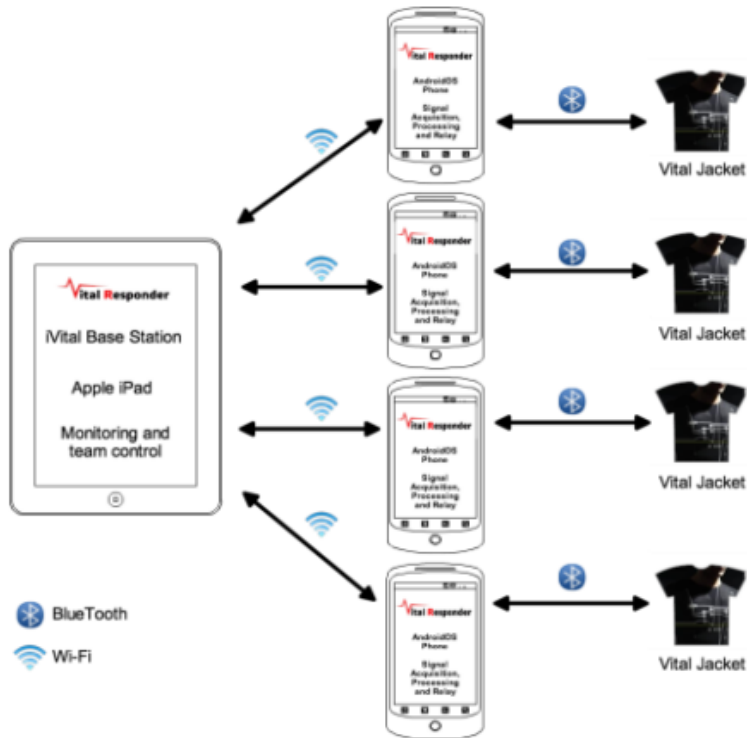 Vital Responder
iVital Base Station
Apple iPad
Monitoring and
team control
BlueTooth
Wi-Fi
Vital Responder
AndroidOS
Phone
Signal
Acquisition,
Processing
and Relay
Vital Jacket
Vital Responder
AndroidOS
Phone
Signal
Acquisition,
Processing
and Relay
Vital Jacket
Vital Responder
AndroidOS
Phone
Signal
Acquisition,
Processing
and Relay
Vital Jacket
Vital Responder
AndroidOS
Phone
Signal
Acquisition,
Processing
and Relay
Vital Jacket